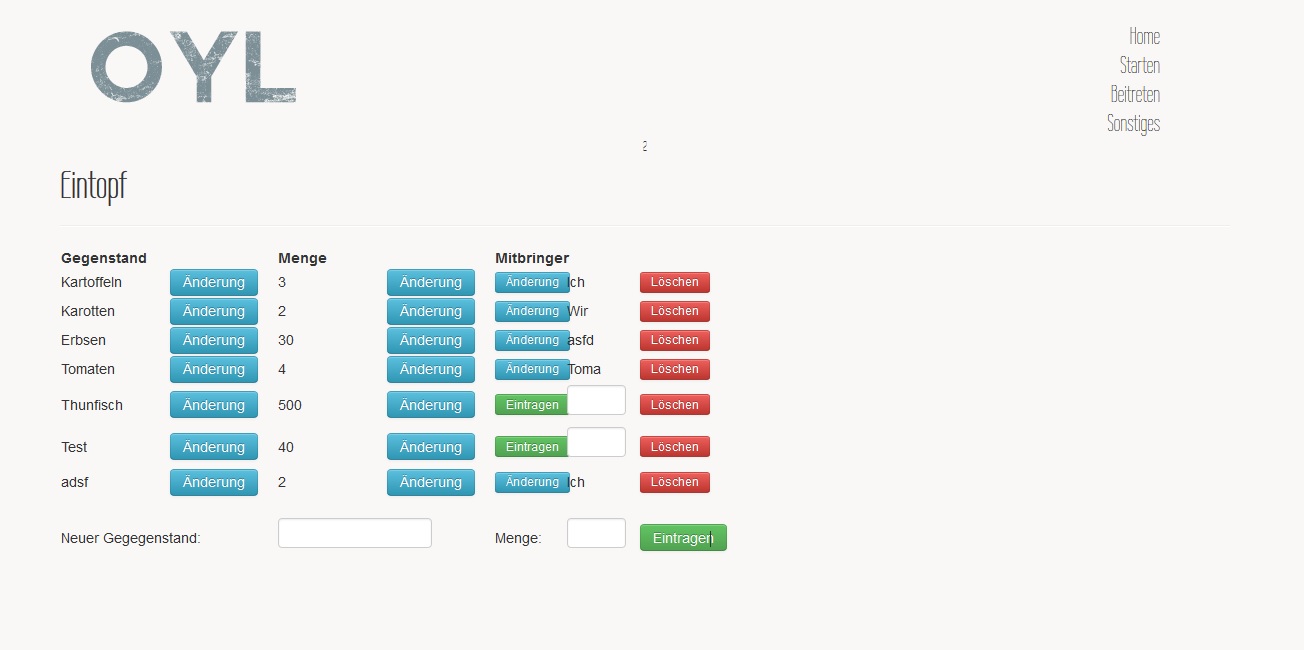 OYL
Home
Starten
Beitreten
Sonstiges
2
Eintopf
Gegenstand Menge Mitbringer
Kartoffeln Änderung 3 Änderung Änderung Ich Löschen
Karotten Änderung 2 Änderung Änderung Wir Löschen
Erbsen Änderung 30 Änderung Änderung asfd Löschen
Tomaten Änderung 4 Änderung Änderung Toma Löschen
Thunfisch Änderung 500 Änderung Eintragen Löschen
Test Änderung 40 Änderung Eintragen Löschen
adsf Änderung 2 Änderung Änderung Ich Löschen
Neuer Gegegenstand: Menge: Eintragen